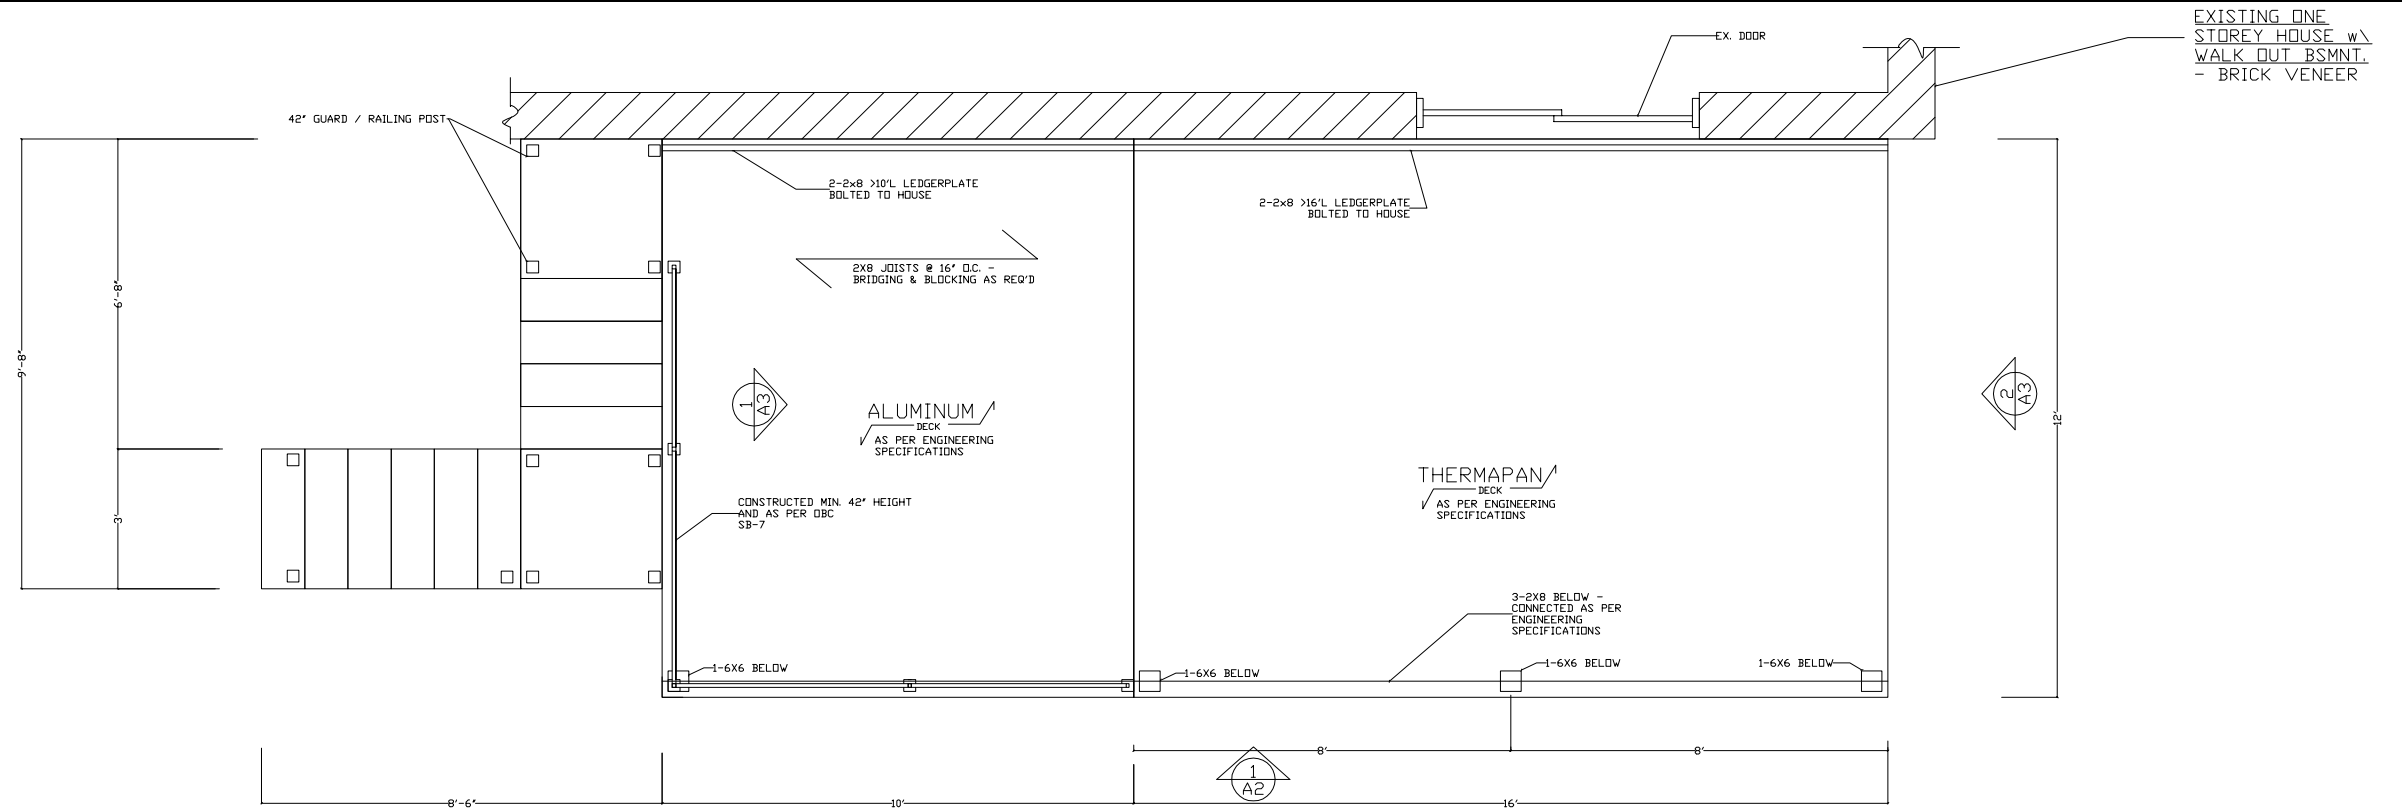 EXISTING ONE
STOREY HOUSE w\
WALK OUT BSMNT.
- BRICK VENEER
EX. DOOR
42" GUARD / RAILING POST
2-2x8 >10'L LEDGERPLATE
BOLTED TO HOUSE
2-2x8 >16'L LEDGERPLATE
BOLTED TO HOUSE
2X8 JOISTS @ 16" O.C. -
BRIDGING & BLOCKING AS REQ'D
9'-8"
6'-8"
3'
1
A3
ALUMINUM
DECK
AS PER ENGINEERING
SPECIFICATIONS
2
A3
12'
THERMAPAN
DECK
AS PER ENGINEERING
SPECIFICATIONS
CONSTRUCTED MIN. 42" HEIGHT
AND AS PER OBC
SB-7
3-2X8 BELOW -
CONNECTED AS PER
ENGINEERING
SPECIFICATIONS
1-6X6 BELOW
1-6X6 BELOW
1-6X6 BELOW
1-6X6 BELOW
8'
8'
1
A2
8'-6"
10'
16'